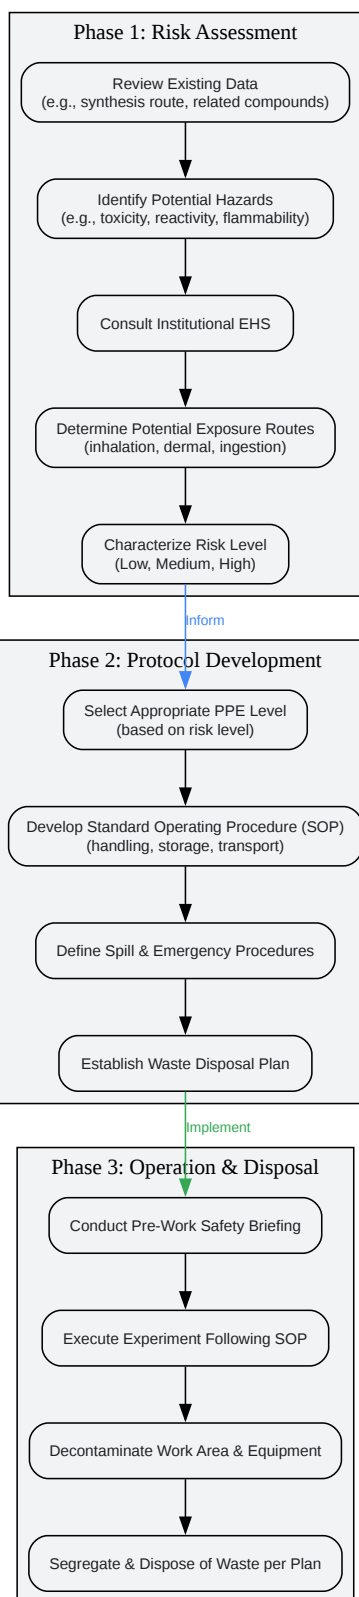 Phase 1: Risk Assessment
Review Existing Data
(e.g., synthesis route, related compounds)
Identify Potential Hazards
(e.g., toxicity, reactivity, flammability)
Consult Institutional EHS
Determine Potential Exposure Routes
(inhalation, dermal, ingestion)
Characterize Risk Level
(Low, Medium, High)
Inform
Phase 2: Protocol Development
Select Appropriate PPE Level
(based on risk level)
Develop Standard Operating Procedure (SOP)
(handling, storage, transport)
Define Spill & Emergency Procedures
Establish Waste Disposal Plan
Implement
Phase 3: Operation & Disposal
Conduct Pre-Work Safety Briefing
Execute Experiment Following SOP
Decontaminate Work Area & Equipment
Segregate & Dispose of Waste per Plan